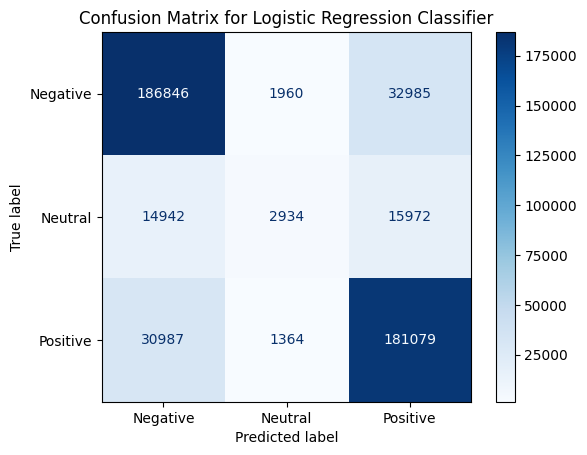 Confusion Matrix for Logistic Regression Classifier
Negative
186846 1960 32985
Neutral
14942 2934 15972
Positive
30987 1364 181079
Negative Neutral Positive
Predicted label
True label
175000
150000
125000
100000
75000
50000
25000